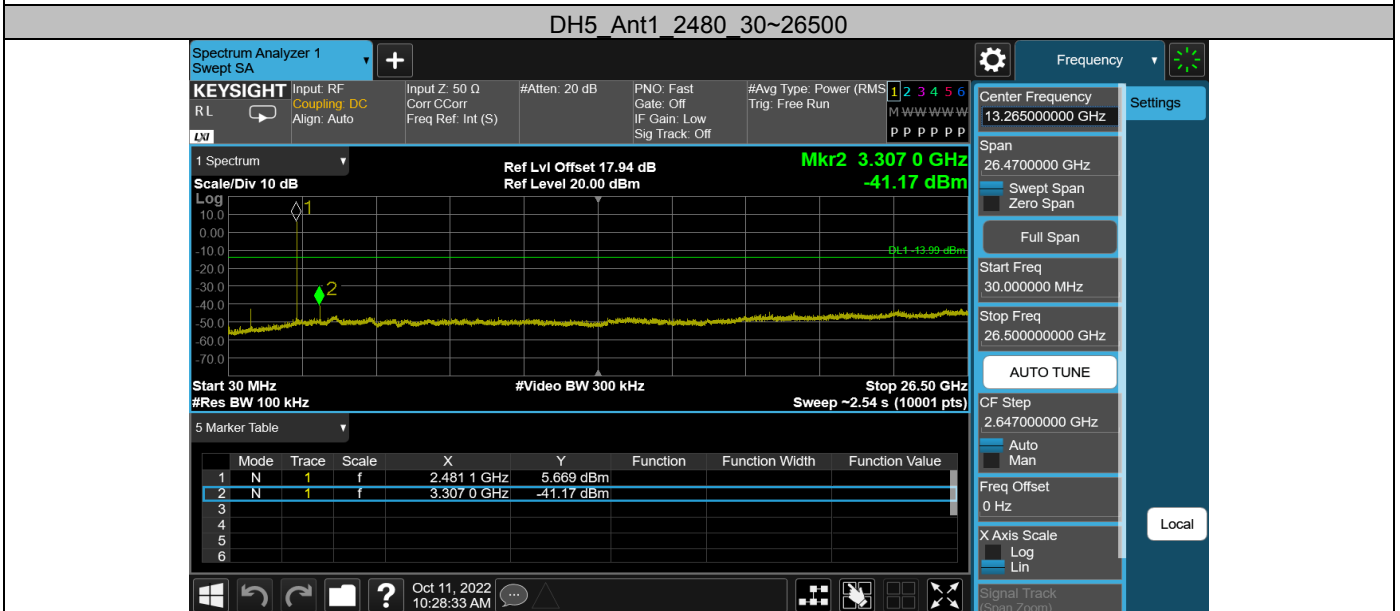 DH5_Ant1_2480_30~26500
Spectrum Analyzer 1
Swept SA
Frequency
KEYSIGHT
RL
LXI
Input: RF
Coupling: DC
Align: Auto
Input Z: 50 Ω
Corr CCorr
Freq Ref: Int (S)
#Atten: 20 dB
PNO: Fast
Gate: Off
IF Gain: Low
Sig Track: Off
#Avg Type: Power (RMS
Trig: Free Run
1 2 3 4 5 6
M W W W W W
P P P P P P
1 Spectrum
Scale/Div 10 dB
Ref Lvl Offset 17.94 dB
Ref Level 20.00 dBm
Mkr2 3.307 0 GHz
-41.17 dBm
Log
10.0
0.00
-10.0
-20.0
-30.0
-40.0
-50.0
-60.0
-70.0
1
2
DL1 -13.99 dBm
Start 30 MHz
#Res BW 100 kHz
#Video BW 300 kHz
Stop 26.50 GHz
Sweep ~2.54 s (10001 pts)
5 Marker Table
Mode Trace Scale X Y Function Function Width Function Value
1 N 1 f 2.481 1 GHz 5.669 dBm
2 N 1 f 3.307 0 GHz -41.17 dBm
3
4
5
6
Oct 11, 2022
10:28:33 AM
Center Frequency
13.265000000 GHz
Settings
Span
26.4700000 GHz
Swept Span
Zero Span
Full Span
Start Freq
30.000000 MHz
Stop Freq
26.500000000 GHz
AUTO TUNE
CF Step
2.647000000 GHz
Auto
Man
Freq Offset
0 Hz
Local
X Axis Scale
Log
Lin
Signal Track
(Span Zoom)